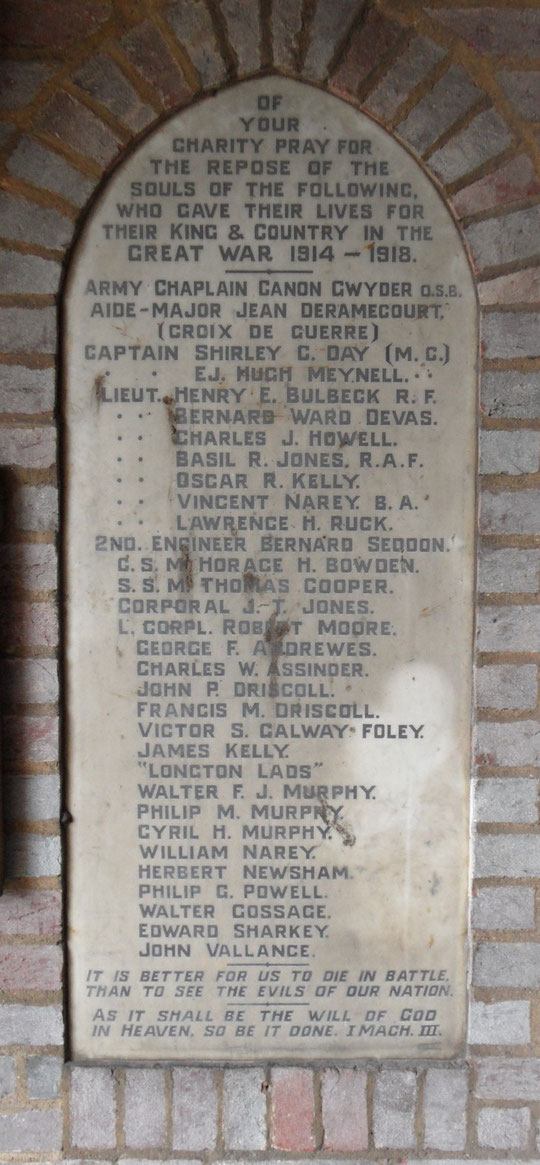 OF
YOUR
CHARITY PRAY FOR
THE REPOSE OF THE
SOULS OF THE FOLLOWING,
WHO GAVE THEIR LIVES FOR
THEIR KING & COUNTRY IN THE
GREAT WAR 1914 – 1918.
ARMY CHAPLAIN CANON GWYDER O.S.B.
AIDE-MAJOR JEAN DERAMECOURT,
(CROIX DE GUERRE)
CAPTAIN SHIRLEY C. DAY (M.C.)
" " E.J. HUGH MEYNELL. "
LIEUT. HENRY E. BULBECK R.F.
" " BERNARD WARD DEVAS.
" " CHARLES J. HOWELL.
" " BASIL R. JONES. R.A.F.
" " OSCAR R. KELLY.
" " VINCENT NAREY. B.A.
" " LAWRENCE H. RUCK.
2ND. ENGINEER BERNARD SEDDON.
C.S.M. HORACE H. BOWDEN.
S.S.M. THOMAS COOPER.
CORPORAL J.T. JONES.
L. CORPL. ROBERT MOORE.
GEORGE F. ANDREWES.
CHARLES W. ASSINDER.
JOHN P. DRISCOLL.
FRANCIS M. DRISCOLL.
VICTOR S. GALWAY-FOLEY.
JAMES KELLY.
"LONGTON LADS"
WALTER F. J. MURPHY.
PHILIP M. MURPHY.
CYRIL H. MURPHY.
WILLIAM NAREY.
HERBERT NEWSHAM.
PHILIP G. POWELL.
WALTER GOSSAGE.
EDWARD SHARKEY.
JOHN VALLANCE.
IT IS BETTER FOR US TO DIE IN BATTLE,
THAN TO SEE THE EVILS OF OUR NATION.
AS IT SHALL BE THE WILL OF GOD
IN HEAVEN, SO BE IT DONE. I MACH. III.